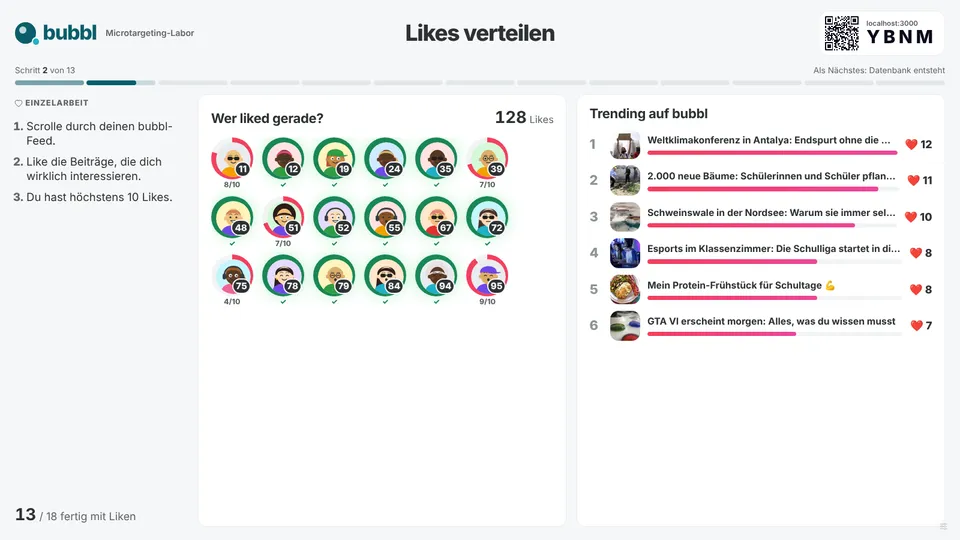 bubbl
Microtargeting-Labor
Likes verteilen
localhost:3000
YBNM
Schritt 2 von 13
Als Nächstes: Datenbank entsteht
EINZELARBEIT
1. Scrolle durch deinen bubbl-
Feed.
2. Like die Beiträge, die dich
wirklich interessieren.
3. Du hast höchstens 10 Likes.
13 / 18 fertig mit Liken
Wer liked gerade?
128 Likes
11 12 19 24 35 39
8/10 7/10
48 51 52 55 67 72
7/10
75 78 79 84 94 95
4/10 9/10
Trending auf bubbl
1 Weltklimakonferenz in Antalya: Endspurt ohne die ... 12
2 2.000 neue Bäume: Schülerinnen und Schüler pflan... 11
3 Schweinswale in der Nordsee: Warum sie immer sel... 10
4 Esports im Klassenzimmer: Die Schulliga startet in di... 8
5 Mein Protein-Frühstück für Schultage 💪 8
6 GTA VI erscheint morgen: Alles, was du wissen musst 7